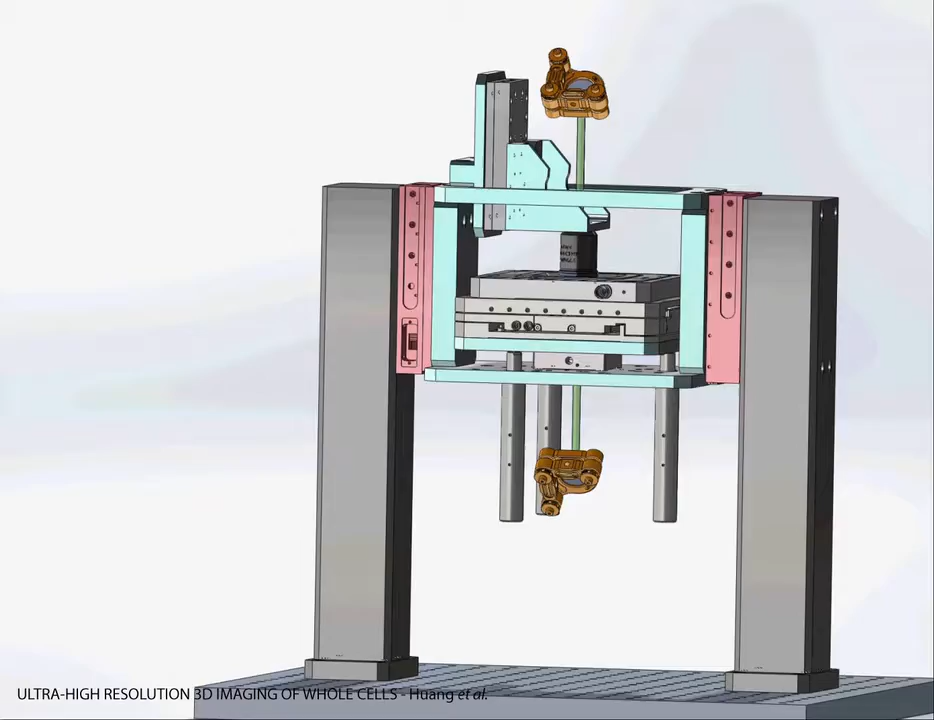 ULTRA-HIGH RESOLUTION 3D IMAGING OF WHOLE CELLS - Huang et al.